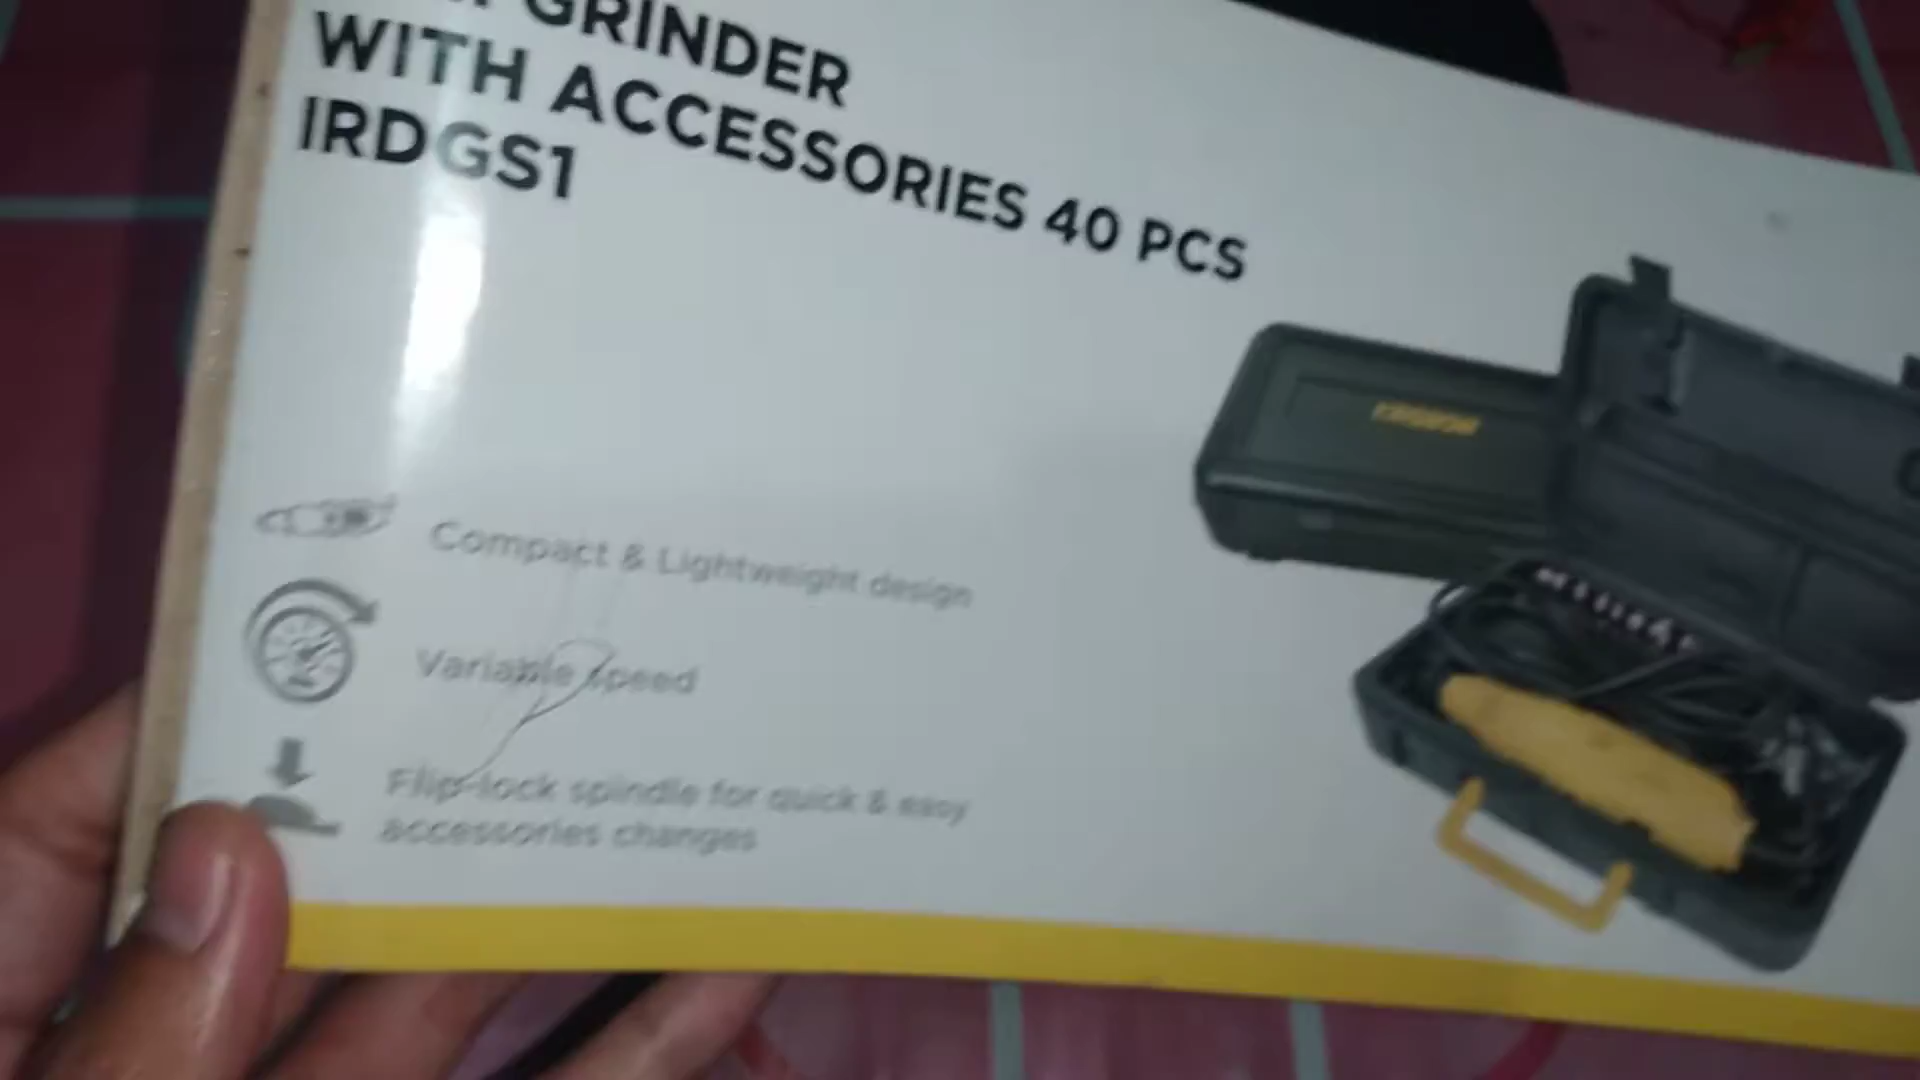 GRINDER
WITH ACCESSORIES 40 PCS
IRDGS1
Compact & Lightweight design
Variable speed
Flip-lock spindle for quick & easy
accessories changes